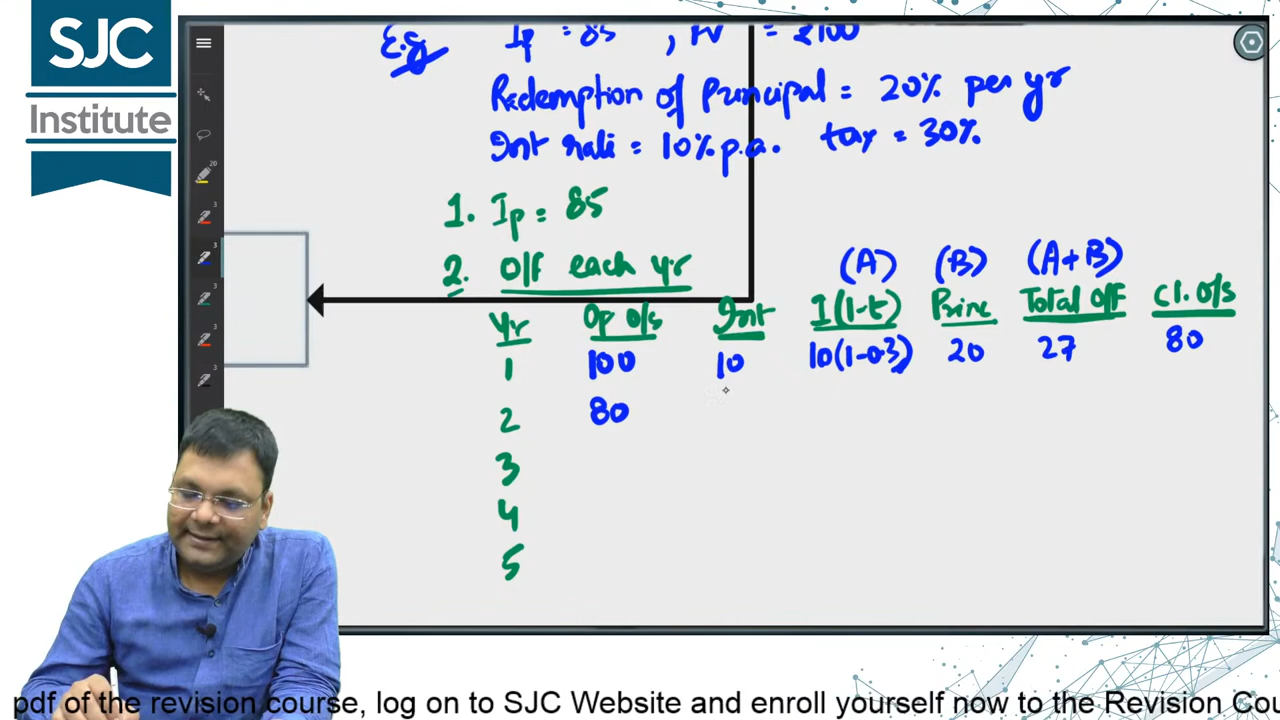 SJC
Institute
E.g Ip = 85 , FV = ₹100
Redemption of Principal = 20% per yr
Int rate = 10% p.a. tax = 30%
1. Ip = 85
2. O/F each yr
(A) (B) (A+B)
Yr Op O/s Int I(1-t) Princ Total O/F Cl. O/s
1 100 10 10(1-0.3) 20 27 80
2 80
3
4
5
pdf of the revision course, log on to SJC Website and enroll yourself now to the Revision Cou